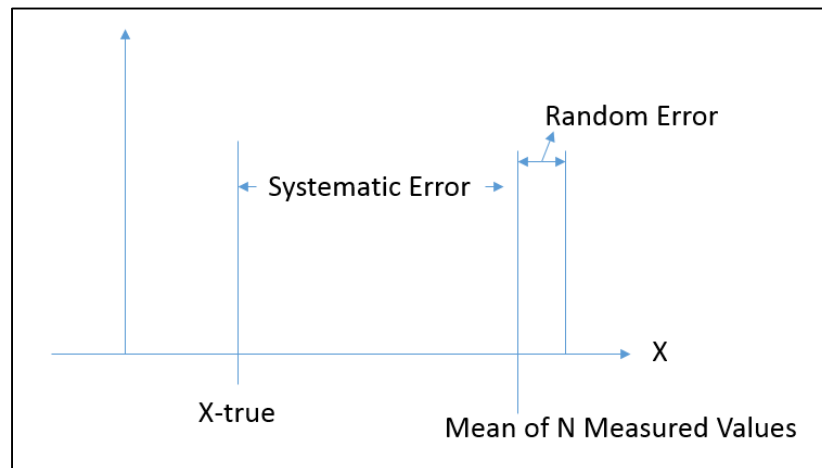 Random Error
Systematic Error
X
X-true
Mean of N Measured Values